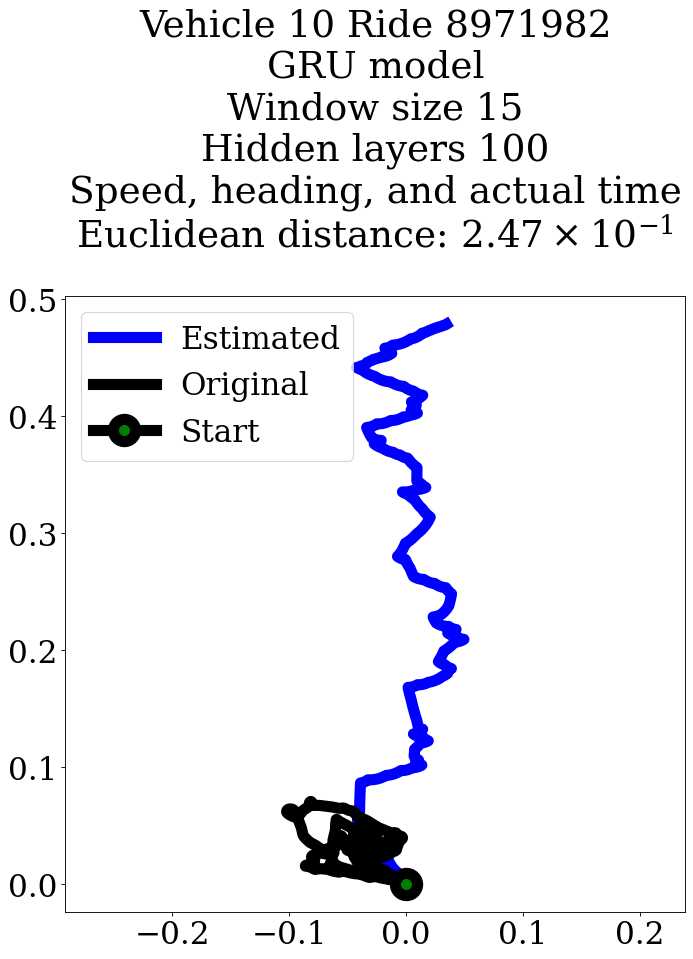 Vehicle 10 Ride 8971982
GRU model
Window size 15
Hidden layers 100
Speed, heading, and actual time
Euclidean distance: 2.47 × 10⁻¹
0.5
Estimated
Original
Start
0.4
0.3
0.2
0.1
0.0
−0.2 −0.1 0.0 0.1 0.2